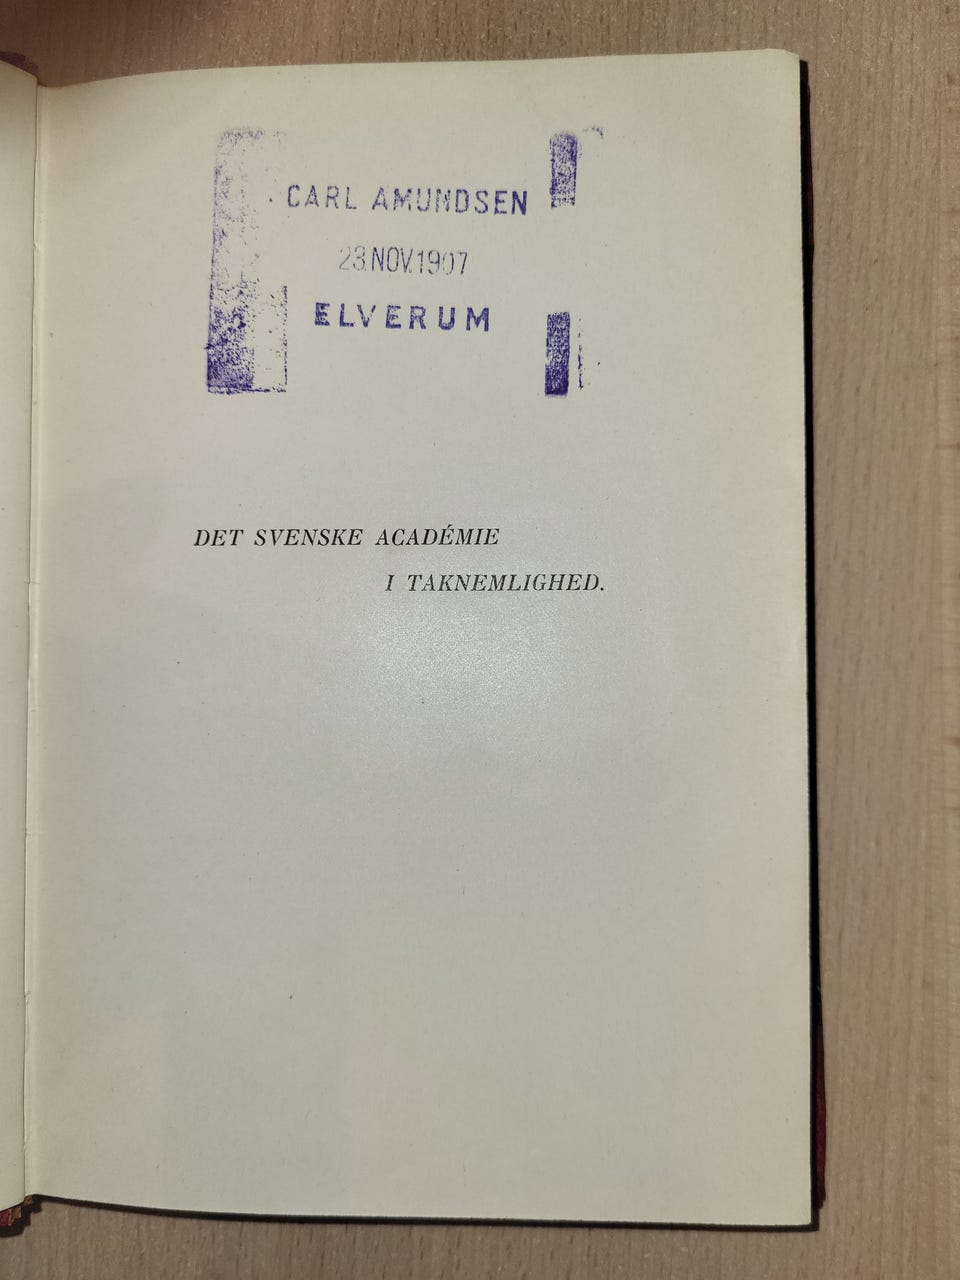 CARL AMUNDSEN
23.NOV.1907
ELVERUM
DET SVENSKE ACADÉMIE
I TAKNEMLIGHED.